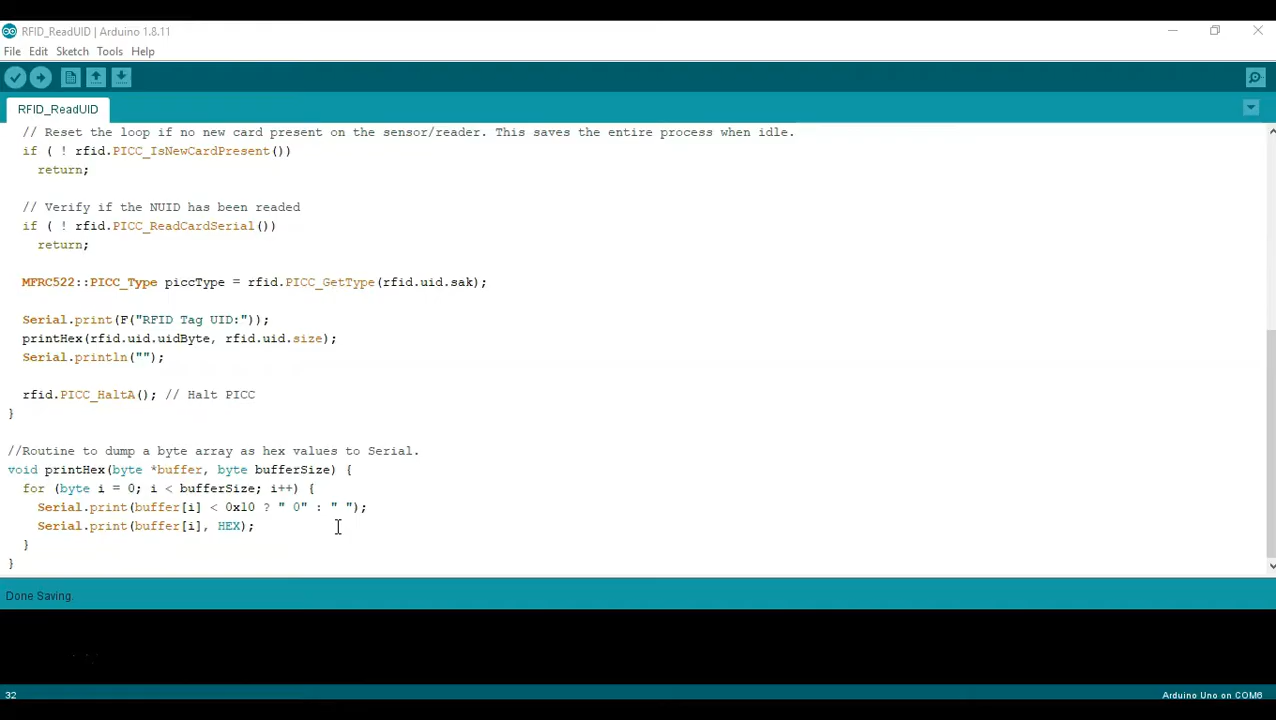 RFID_ReadUID | Arduino 1.8.11
File Edit Sketch Tools Help
RFID_ReadUID
// Reset the loop if no new card present on the sensor/reader. This saves the entire process when idle.
if ( ! rfid.PICC_IsNewCardPresent())
return;
// Verify if the NUID has been readed
if ( ! rfid.PICC_ReadCardSerial())
return;
MFRC522::PICC_Type piccType = rfid.PICC_GetType(rfid.uid.sak);
Serial.print(F("RFID Tag UID:"));
printHex(rfid.uid.uidByte, rfid.uid.size);
Serial.println("");
rfid.PICC_HaltA(); // Halt PICC
}
//Routine to dump a byte array as hex values to Serial.
void printHex(byte *buffer, byte bufferSize) {
for (byte i = 0; i < bufferSize; i++) {
Serial.print(buffer[i] < 0x10 ? " 0" : " ");
Serial.print(buffer[i], HEX);
}
}
Done Saving.
32 Arduino Uno on COM6